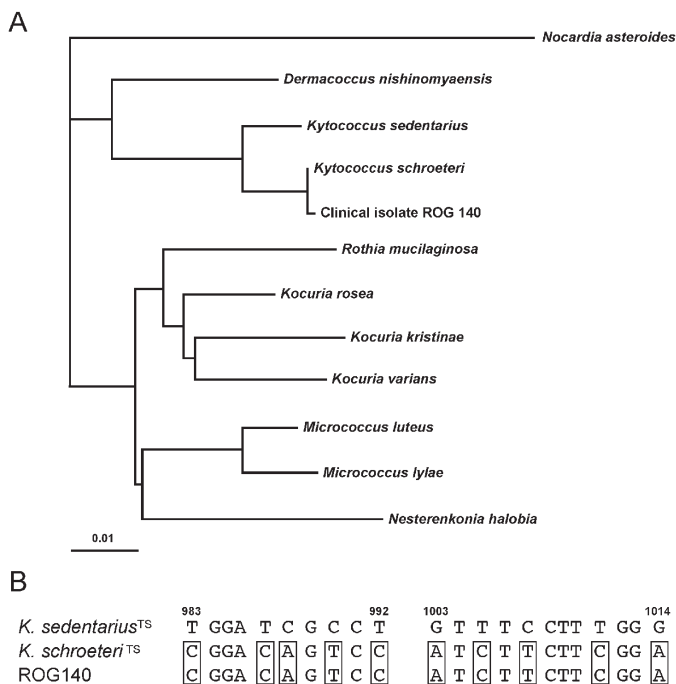 A
Nocardia asteroides
Dermacoccus nishinomyaensis
Kytococcus sedentarius
Kytococcus schroeteri
Clinical isolate ROG 140
Rothia mucilaginosa
Kocuria rosea
Kocuria kristinae
Kocuria varians
Micrococcus luteus
Micrococcus lylae
Nesterenkonia halobia
0.01
B
983 992 1003 1014
K. sedentarius TS T GGA T C G C C T G T T T C CTT T GG G
K. schroeteri TS C GGA C A G T C C A T C T T CTT C GG A
ROG140 C GGA C A G T C C A T C T T CTT C GG A